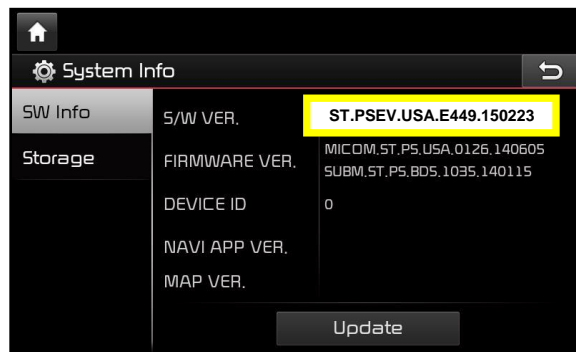 System Info
SW Info
Storage
S/W VER. ST.PSEV.USA.E449.150223
FIRMWARE VER. MICOM.ST.PS.USA.0126.140605
SUBM.ST.PS.BD5.1035.140115
DEVICE ID 0
NAVI APP VER.
MAP VER.
Update